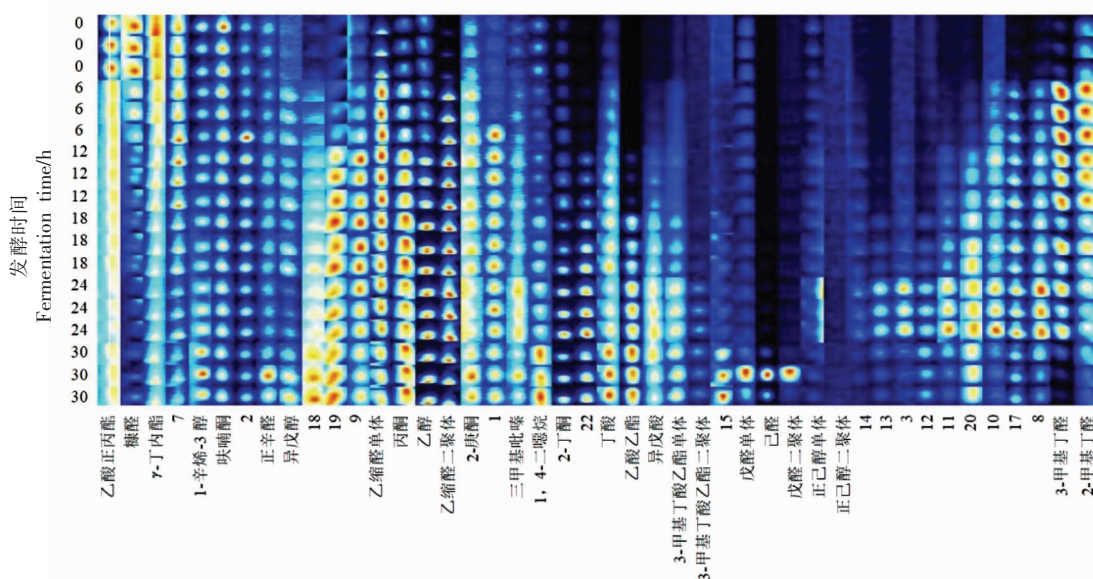 发酵时间/h
Fermentation time/h
0
0
0
6
6
6
12
12
12
18
18
18
24
24
24
30
30
30
乙酸正丙酯
糠醛
γ-丁内酯
7
1-辛烯-3 醇
呋喃酮
2
正辛醛
异戊醇
18
19
9
乙缩醛单体
丙酮
乙醇
乙缩醛二聚体
2-庚酮
1
三甲基吡嗪
1，4-二噁烷
2-丁酮
22
丁酸
乙酸乙酯
异戊酸
3-甲基丁酸乙酯单体
3-甲基丁酸乙酯二聚体
15
戊醛单体
己醛
戊醛二聚体
正己醇单体
正己醇二聚体
14
13
3
12
11
20
10
17
8
3-甲基丁醛
2-甲基丁醛